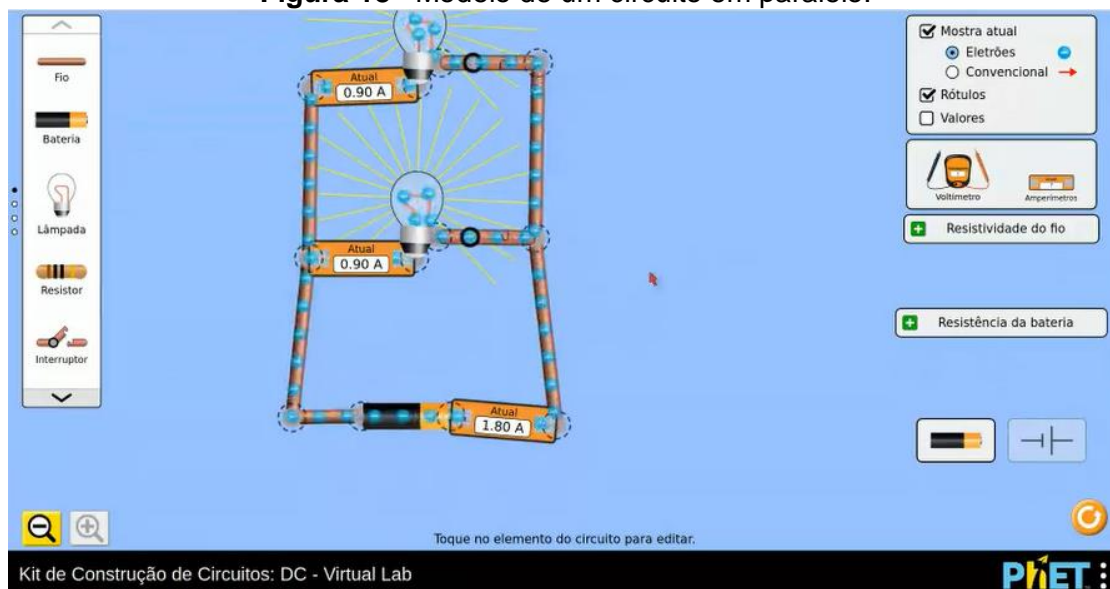 Figura 15 - Modelo de um circuito em paralelo.
Fio
Bateria
Lâmpada
Resistor
Interruptor
Atual
0.90 A
Atual
0.90 A
Atual
1.80 A
Mostra atual
Eletrões
Convencional
Rótulos
Valores
Voltímetro
Amperímetros
Resistividade do fio
Resistência da bateria
Toque no elemento do circuito para editar.
Kit de Construção de Circuitos: DC - Virtual Lab
PhET